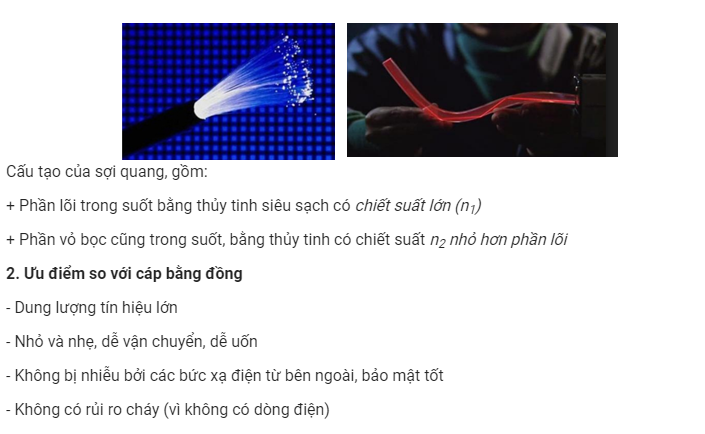 Cấu tạo của sợi quang, gồm:
+ Phần lõi trong suốt bằng thủy tinh siêu sạch có chiết suất lớn (n1)
+ Phần vỏ bọc cũng trong suốt, bằng thủy tinh có chiết suất n2 nhỏ hơn phần lõi
2. Ưu điểm so với cáp bằng đồng
- Dung lượng tín hiệu lớn
- Nhỏ và nhẹ, dễ vận chuyển, dễ uốn
- Không bị nhiễu bởi các bức xạ điện từ bên ngoài, bảo mật tốt
- Không có rủi ro cháy (vì không có dòng điện)